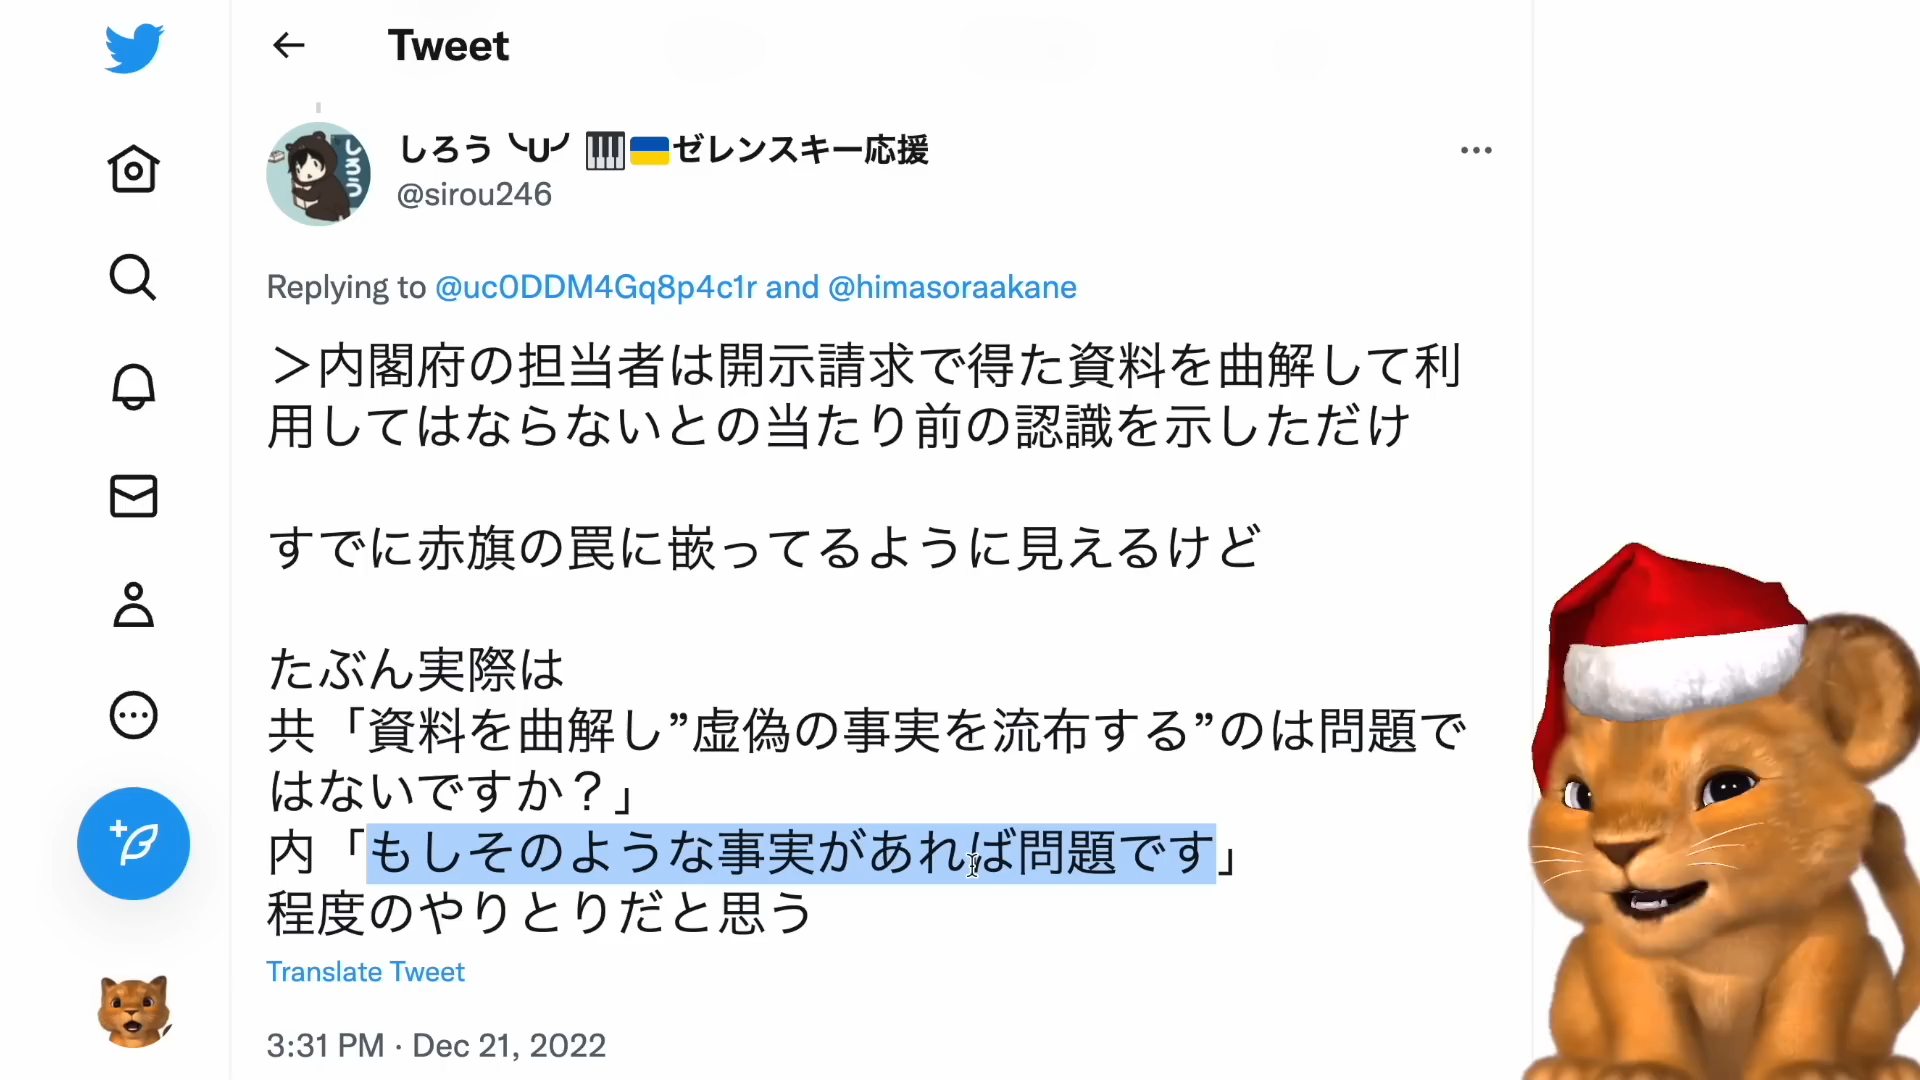 Tweet
しろう ╰U╯ 🎹🇺🇦ゼレンスキー応援
@sirou246
しろう
Replying to @uc0DDM4Gq8p4c1r and @himasoraakane
＞内閣府の担当者は開示請求で得た資料を曲解して利
用してはならないとの当たり前の認識を示しただけ
すでに赤旗の罠に嵌ってるように見えるけど
たぶん実際は
共「資料を曲解し”虚偽の事実を流布する”のは問題で
はないですか？」
内「もしそのような事実があれば問題です」
程度のやりとりだと思う
Translate Tweet
3:31 PM · Dec 21, 2022